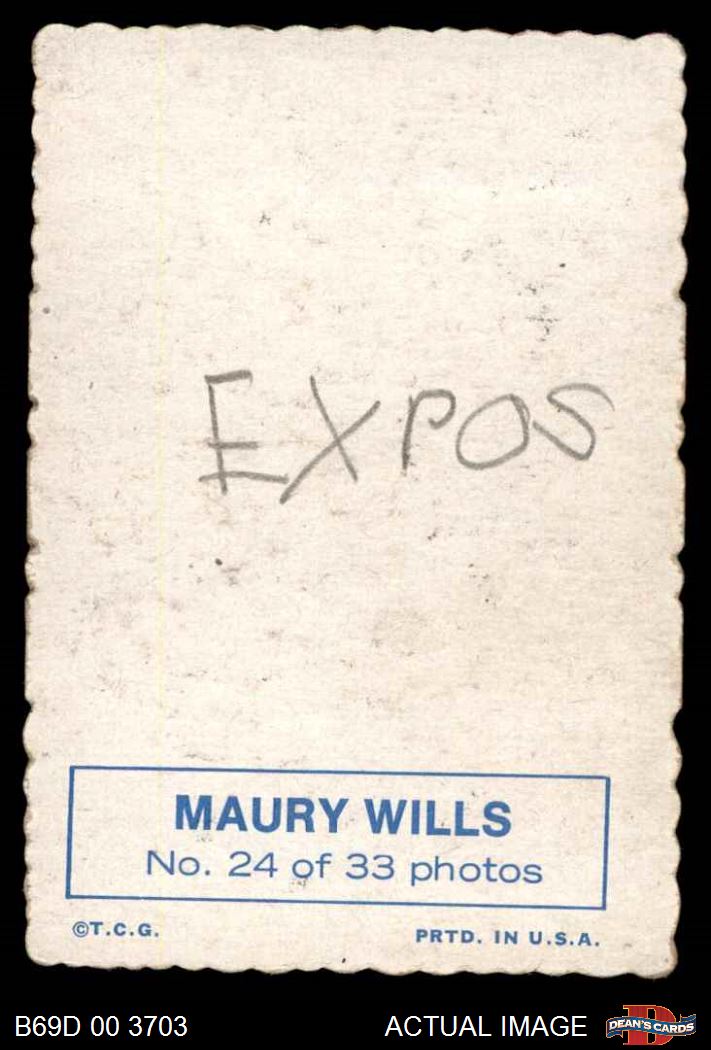 EXPOS
MAURY WILLS
No. 24 of 33 photos
©T.C.G.
PRTD. IN U.S.A.
B69D 00 3703
ACTUAL IMAGE
DEAN'S CARDS